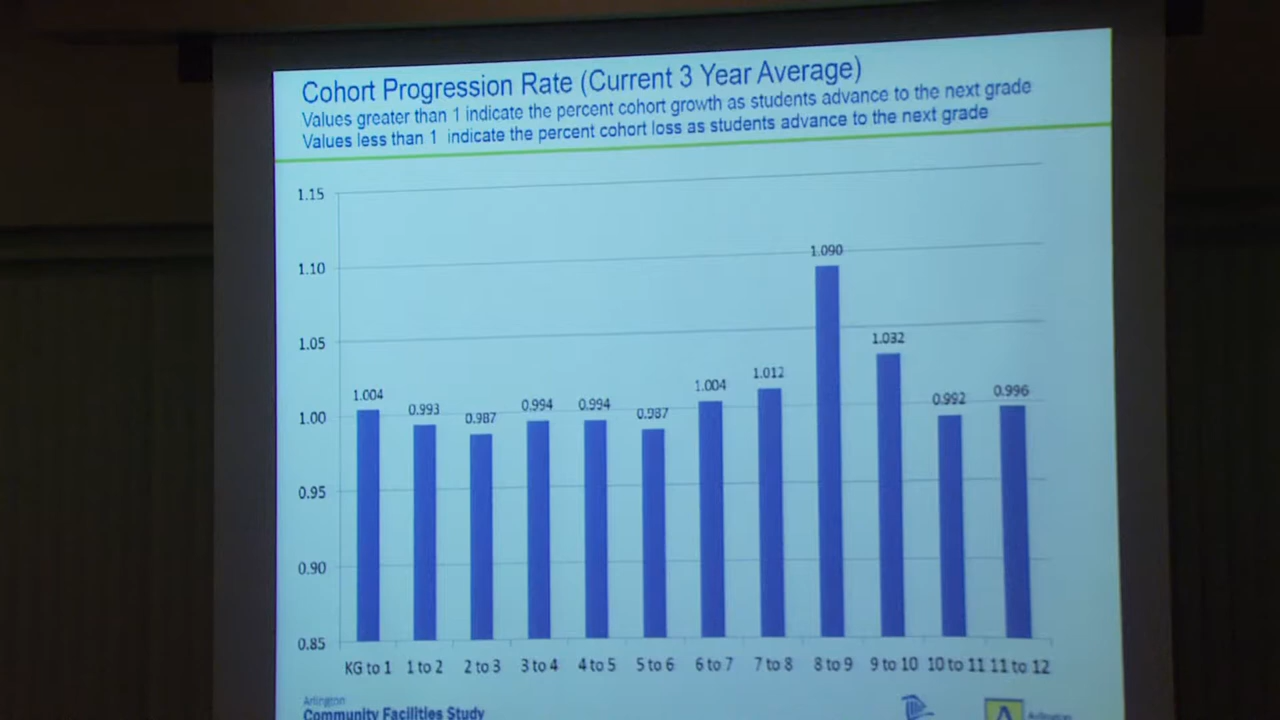 Cohort Progression Rate (Current 3 Year Average)
Values greater than 1 indicate the percent cohort growth as students advance to the next grade
Values less than 1 indicate the percent cohort loss as students advance to the next grade
1.15
1.10
1.05
1.00
0.95
0.90
0.85
1.004
0.993
0.987
0.994
0.994
0.987
1.004
1.012
1.090
1.032
0.992
0.996
KG to 1 1 to 2 2 to 3 3 to 4 4 to 5 5 to 6 6 to 7 7 to 8 8 to 9 9 to 10 10 to 11 11 to 12
Arlington
Community Facilities Study
A
Arlington